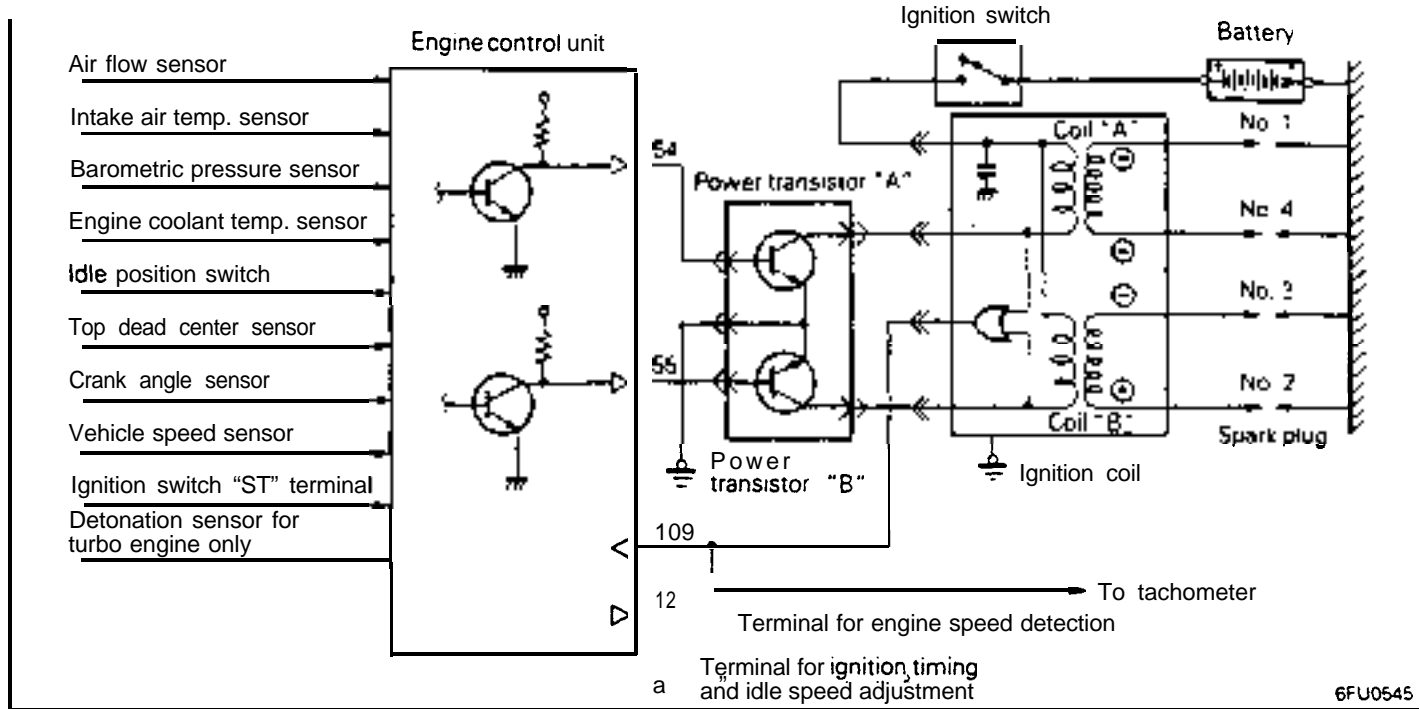 Ignition switch
Battery
Engine control unit
Air flow sensor
Intake air temp. sensor
Barometric pressure sensor
Engine coolant temp. sensor
Idle position switch
Top dead center sensor
Crank angle sensor
Vehicle speed sensor
Ignition switch “ST” terminal
Detonation sensor for
turbo engine only
54
Power transistor "A"
Coil "A"
No. 1
No. 4
No. 3
No. 2
Coil "B"
Spark plug
55
Power
transistor "B"
Ignition coil
109
To tachometer
12
Terminal for engine speed detection
a
Terminal for ignition timing
and idle speed adjustment
6FU0545